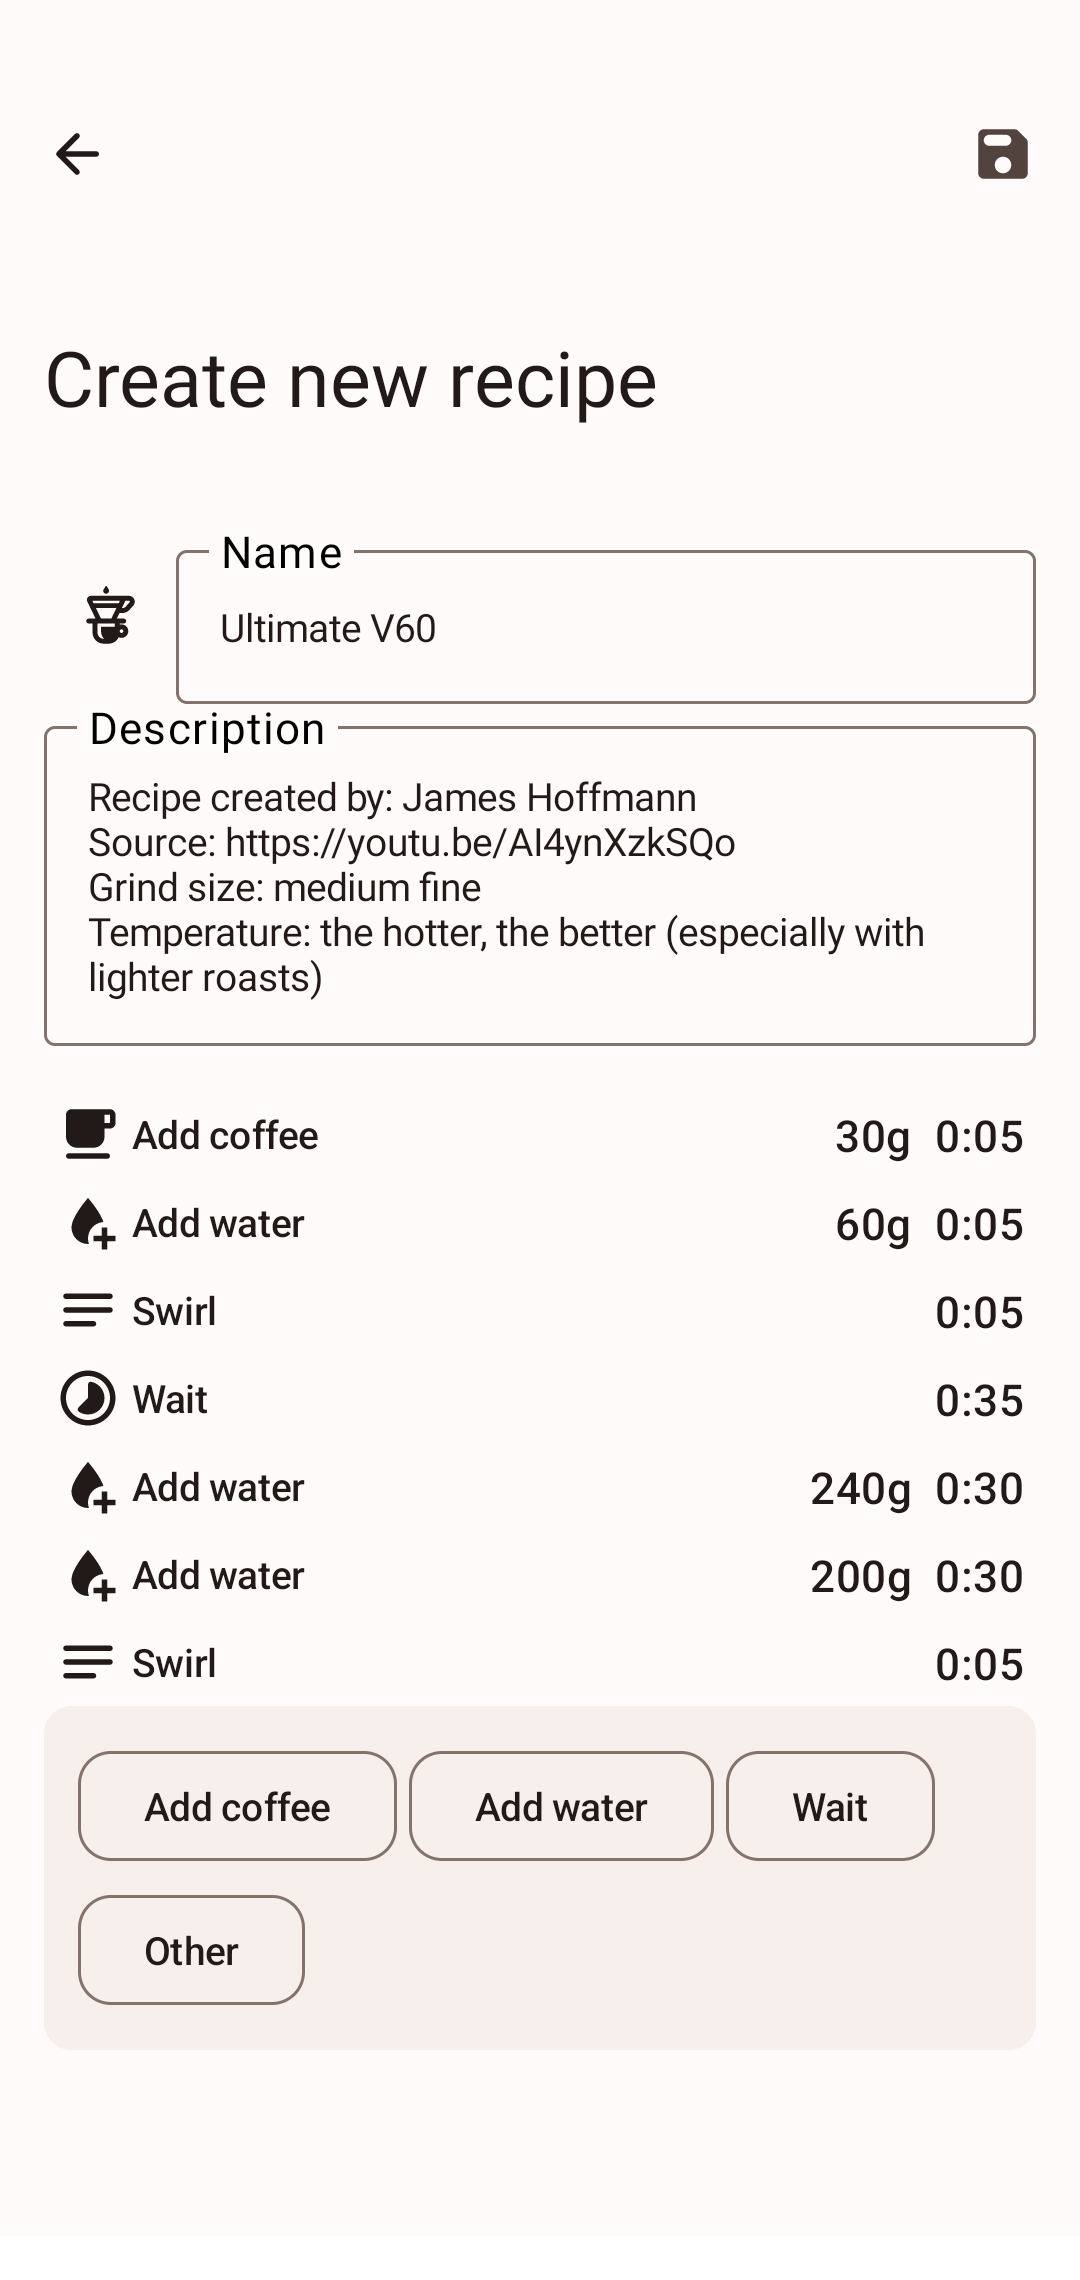 Create new recipe
Name
Ultimate V60
Description
Recipe created by: James Hoffmann
Source: https://youtu.be/AI4ynXzkSQo
Grind size: medium fine
Temperature: the hotter, the better (especially with
lighter roasts)
Add coffee 30g 0:05
Add water 60g 0:05
Swirl 0:05
Wait 0:35
Add water 240g 0:30
Add water 200g 0:30
Swirl 0:05
Add coffee Add water Wait
Other